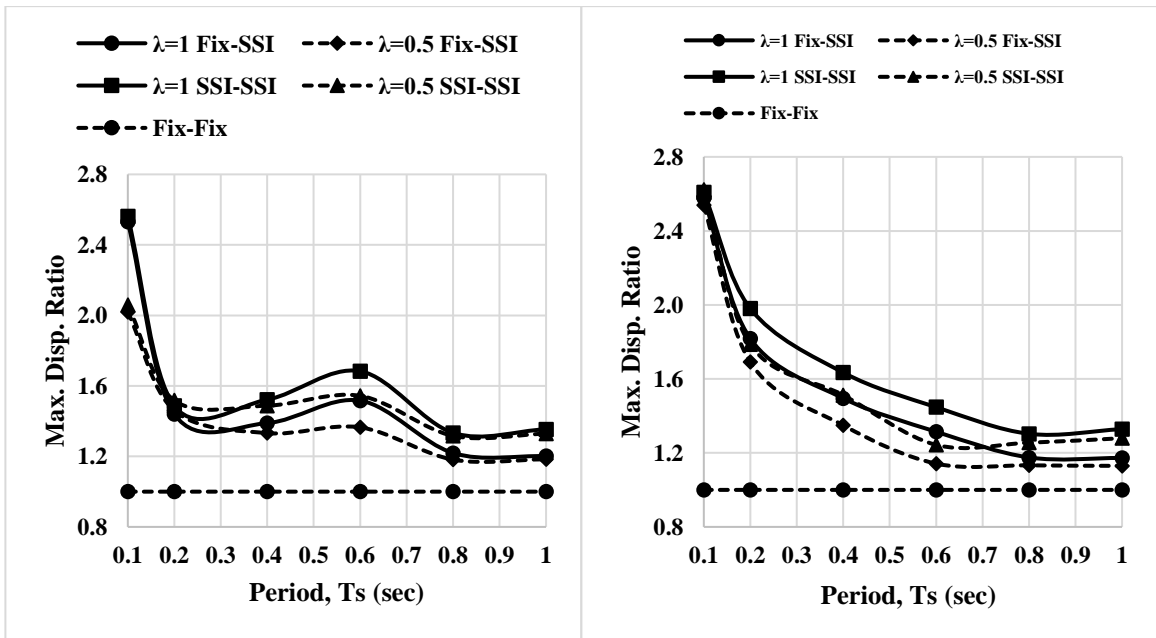 λ=1 Fix-SSI λ=0.5 Fix-SSI
λ=1 SSI-SSI λ=0.5 SSI-SSI
Fix-Fix
Max. Disp. Ratio
2.8
2.4
2.0
1.6
1.2
0.8
0.1 0.2 0.3 0.4 0.5 0.6 0.7 0.8 0.9 1
Period, Ts (sec)
λ=1 Fix-SSI λ=0.5 Fix-SSI
λ=1 SSI-SSI λ=0.5 SSI-SSI
Fix-Fix
Max. Disp. Ratio
2.8
2.4
2.0
1.6
1.2
0.8
0.1 0.2 0.3 0.4 0.5 0.6 0.7 0.8 0.9 1
Period, Ts (sec)